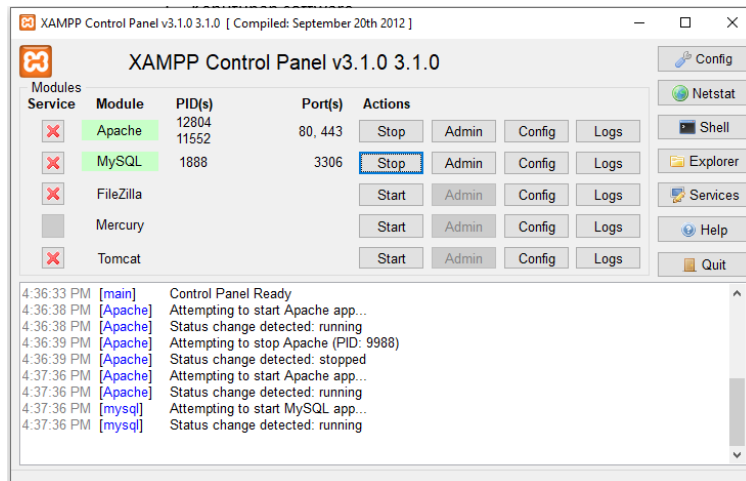 XAMPP Control Panel v3.1.0 3.1.0 [ Compiled: September 20th 2012 ]
XAMPP Control Panel v3.1.0 3.1.0
Config
Modules
Service Module PID(s) Port(s) Actions
Netstat
Apache 12804 11552 80, 443 Stop Admin Config Logs
Shell
MySQL 1888 3306 Stop Admin Config Logs
Explorer
FileZilla Start Admin Config Logs
Services
Mercury Start Admin Config Logs
Help
Tomcat Start Admin Config Logs
Quit
4:36:33 PM [main] Control Panel Ready
4:36:38 PM [Apache] Attempting to start Apache app...
4:36:38 PM [Apache] Status change detected: running
4:36:39 PM [Apache] Attempting to stop Apache (PID: 9988)
4:36:39 PM [Apache] Status change detected: stopped
4:37:36 PM [Apache] Attempting to start Apache app...
4:37:36 PM [Apache] Status change detected: running
4:37:36 PM [mysql] Attempting to start MySQL app...
4:37:36 PM [mysql] Status change detected: running